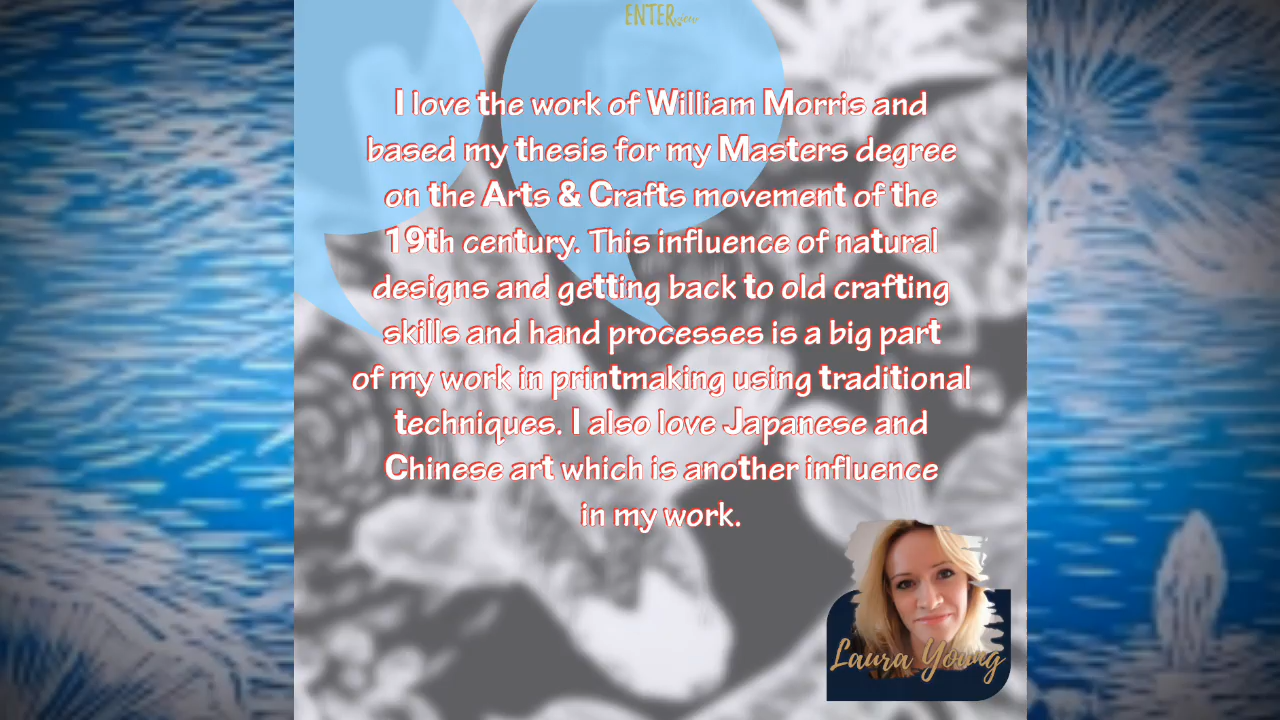 ENTER
I love the work of William Morris and
based my thesis for my Masters degree
on the Arts & Crafts movement of the
19th century. This influence of natural
designs and getting back to old crafting
skills and hand processes is a big part
of my work in printmaking using traditional
techniques. I also love Japanese and
Chinese art which is another influence
in my work.
Laura Young